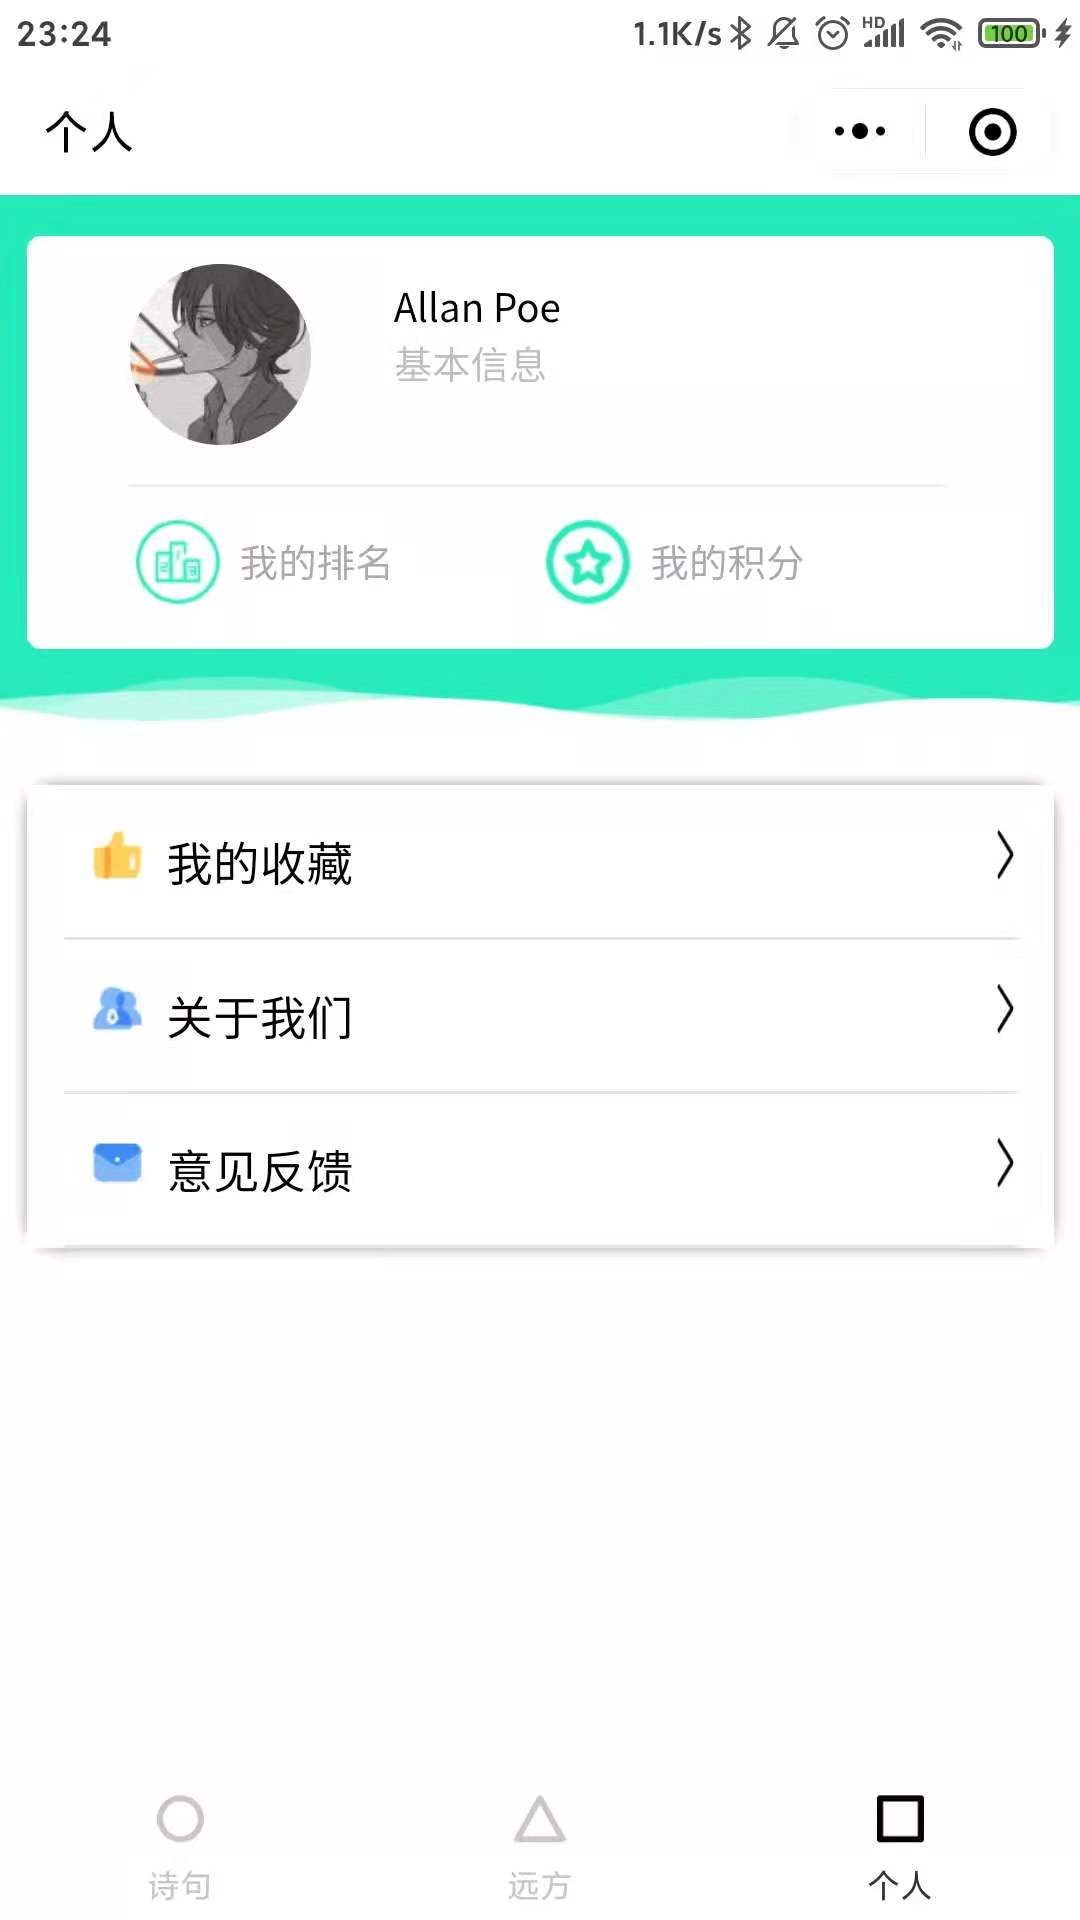 23:24
1.1K/s
HD
100
个人
Allan Poe
基本信息
我的排名
我的积分
我的收藏
关于我们
意见反馈
诗句
远方
个人